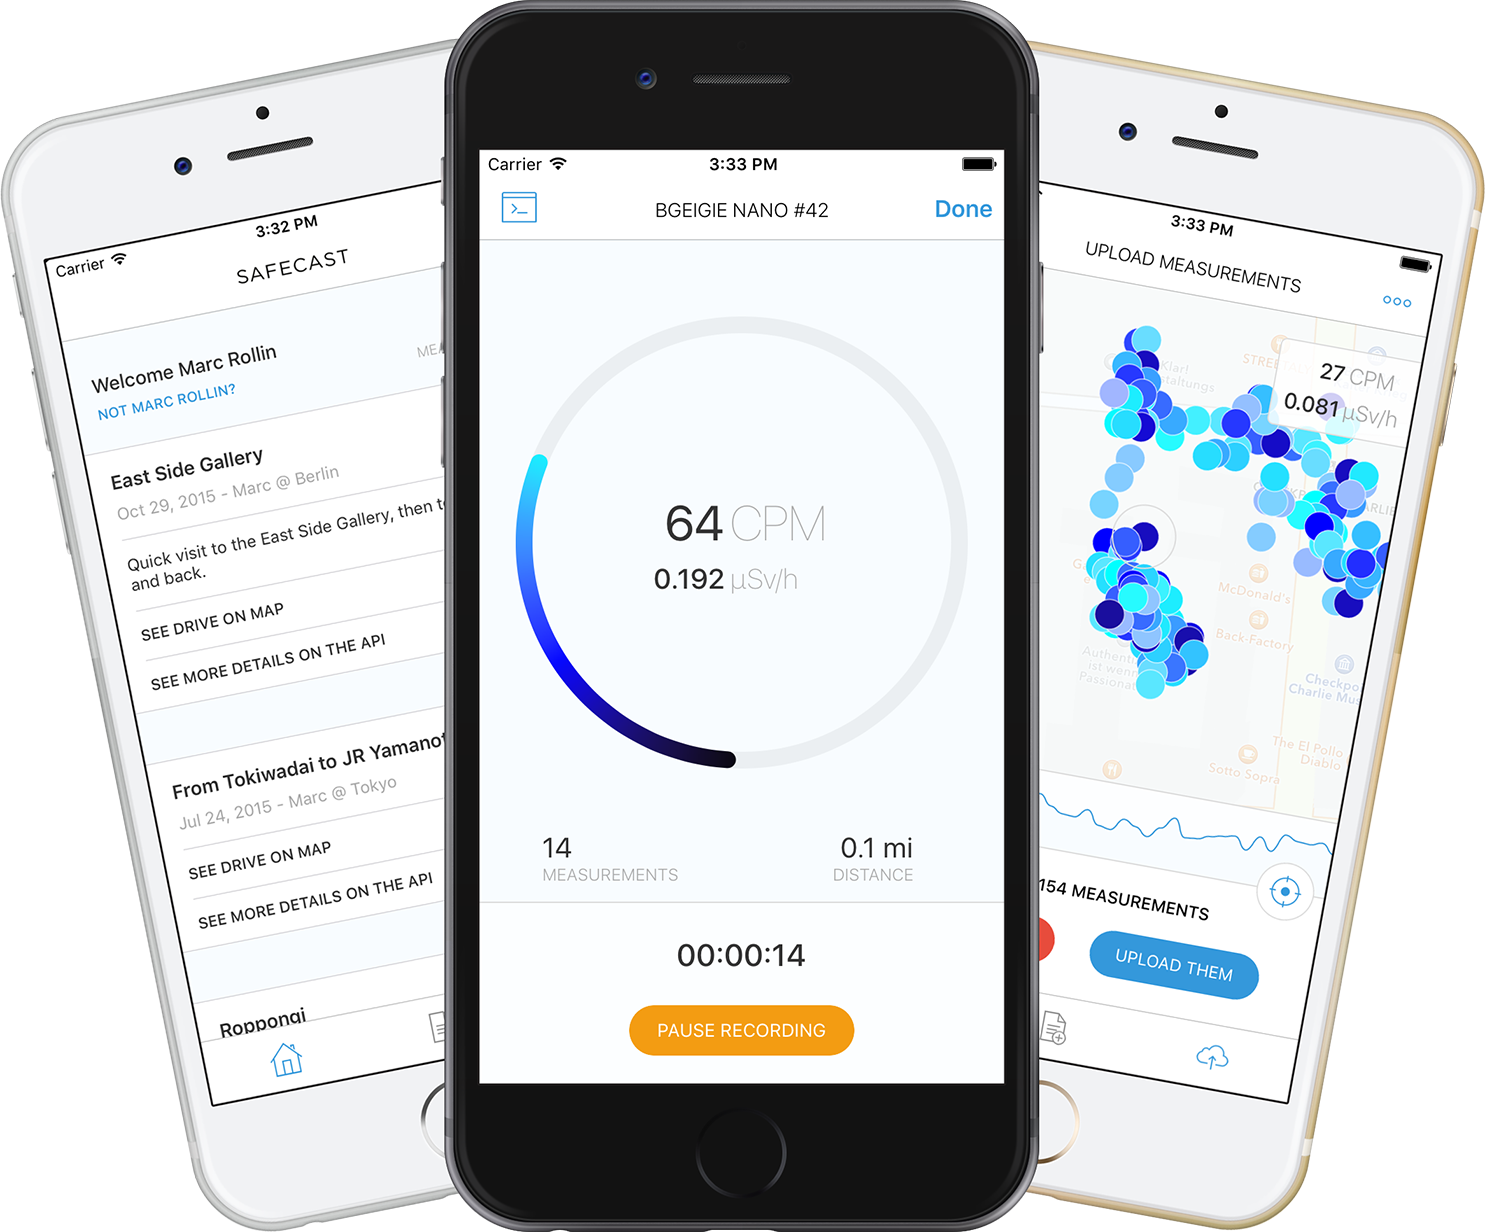 Carrier
3:32 PM
SAFECAST
Welcome Marc Rollin
NOT MARC ROLLIN?
East Side Gallery
Oct 29, 2015 - Marc @ Berlin
Quick visit to the East Side Gallery, then
and back.
SEE DRIVE ON MAP
SEE MORE DETAILS ON THE API
From Tokiwadai to JR
Jul 24, 2015 - Marc @ Tokyo
SEE DRIVE ON MAP
SEE MORE DETAILS ON THE API
Roppongi
Carrier
3:33 PM
BGEIGIE NANO #42
Done
64 CPM
0.192 µSv/h
14
MEASUREMENTS
0.1 mi
DISTANCE
00:00:14
PAUSE RECORDING
3:33 PM
UPLOAD MEASUREMENTS
27 CPM
0.081 µSv/h
McDonald's
Back-Factory
Charlie
The El Pollo
Diablo
Sotto Sopra
154 MEASUREMENTS
UPLOAD THEM